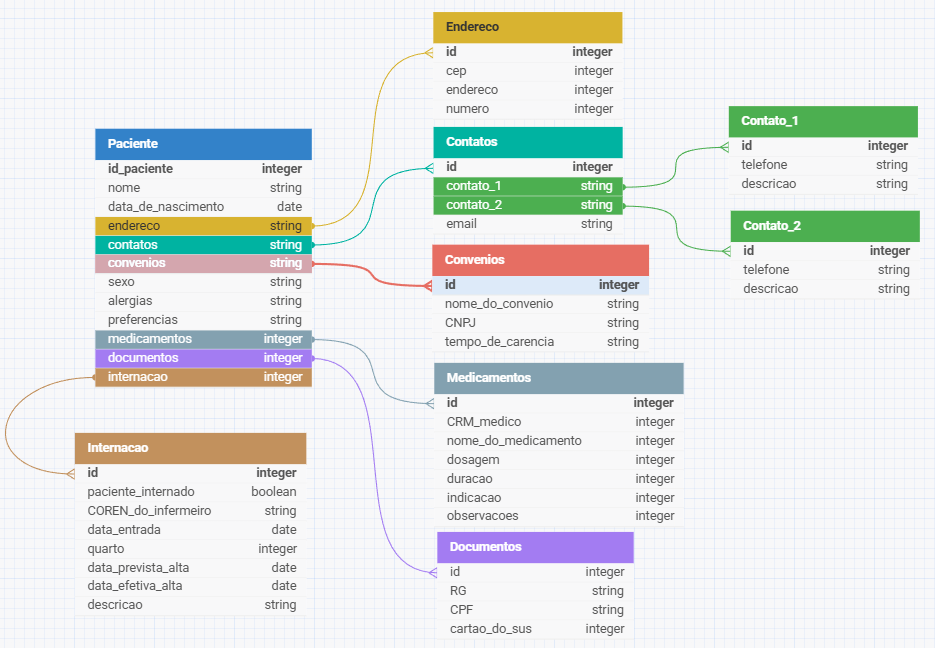 Paciente
id_paciente integer
nome string
data_de_nascimento date
endereco string
contatos string
convenios string
sexo string
alergias string
preferencias string
medicamentos integer
documentos integer
internacao integer
Internacao
id integer
paciente_internado boolean
COREN_do_infermeiro string
data_entrada date
quarto integer
data_prevista_alta date
data_efetiva_alta date
descricao string
Endereco
id integer
cep integer
endereco integer
numero integer
Contatos
id integer
contato_1 string
contato_2 string
email string
Convenios
id integer
nome_do_convenio string
CNPJ string
tempo_de_carencia string
Medicamentos
id integer
CRM_medico integer
nome_do_medicamento integer
dosagem integer
duracao integer
indicacao integer
observacoes integer
Documentos
id integer
RG string
CPF string
cartao_do_sus integer
Contato_1
id integer
telefone string
descricao string
Contato_2
id integer
telefone string
descricao string